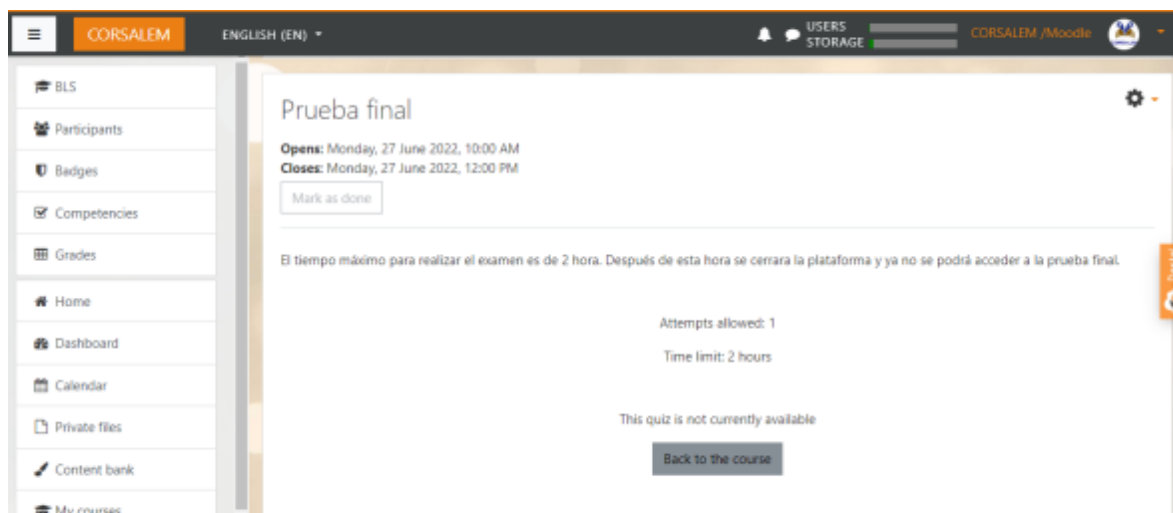 CORSALEM
ENGLISH (EN)
USERS
STORAGE
CORSALEM /Moodle
BLS
Participants
Badges
Competencies
Grades
Home
Dashboard
Calendar
Private files
Content bank
My courses
Prueba final
Opens: Monday, 27 June 2022, 10:00 AM
Closes: Monday, 27 June 2022, 12:00 PM
Mark as done
El tiempo máximo para realizar el examen es de 2 hora. Después de esta hora se cerrara la plataforma y ya no se podrá acceder a la prueba final.
Attempts allowed: 1
Time limit: 2 hours
This quiz is not currently available
Back to the course